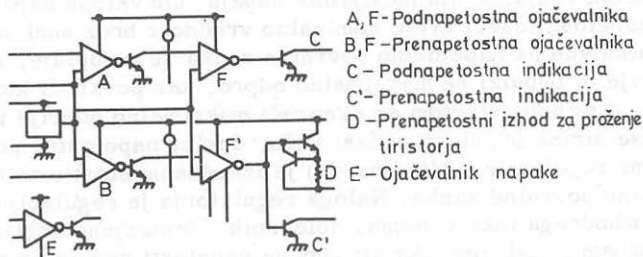 C
A
F
B
F'
D
E
C'
A,F-Podnapetostna ojačevalnika
B,F-Prenapetostna ojačevalnika
C - Podnapetostna indikacija
C'- Prenapetostna indikacija
D - Prenapetostni izhod za proženje
tiristorja
E-Ojačevalnik napake